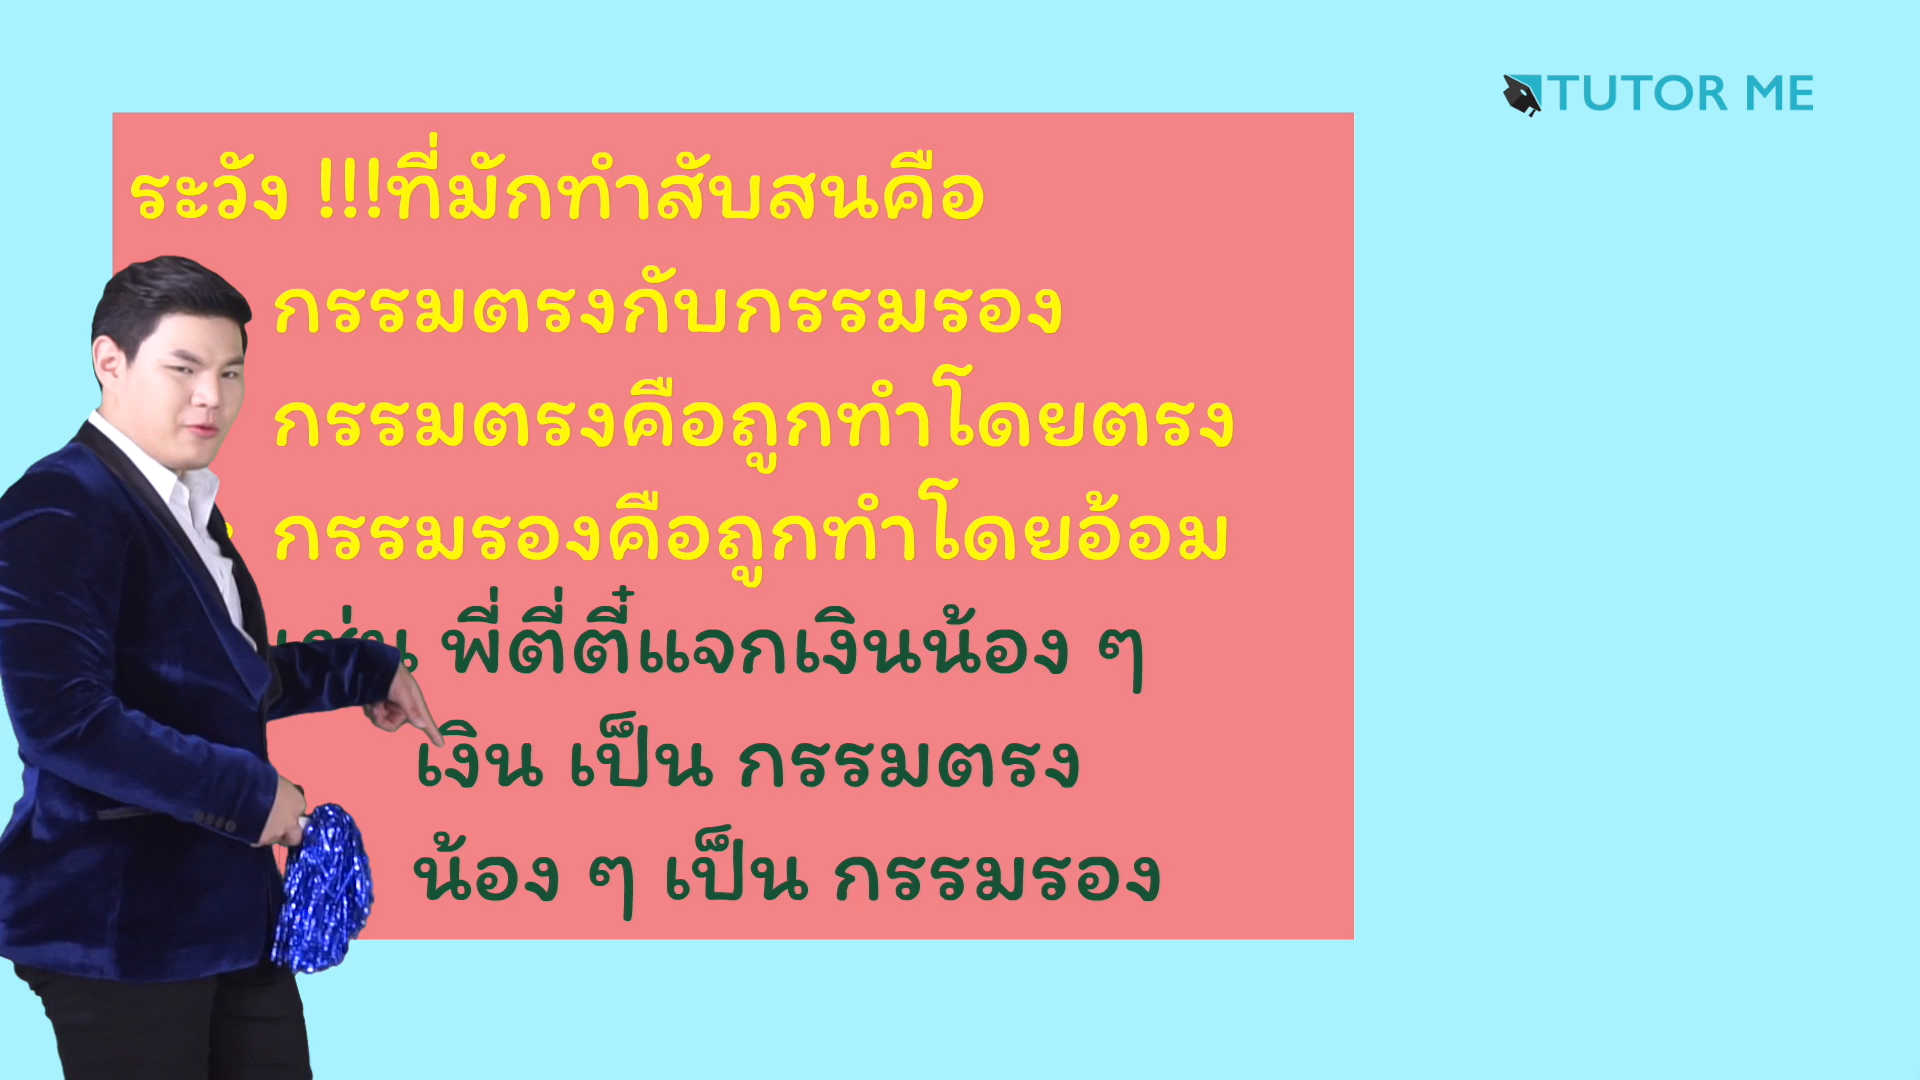 TUTOR ME
ระวัง !!!ที่มักทำสับสนคือ
กรรมตรงกับกรรมรอง
กรรมตรงคือถูกทำโดยตรง
กรรมรองคือถูกทำโดยอ้อม
พี่ตี่ตี๋แจกเงินน้อง ๆ
เงิน เป็น กรรมตรง
น้อง ๆ เป็น กรรมรอง